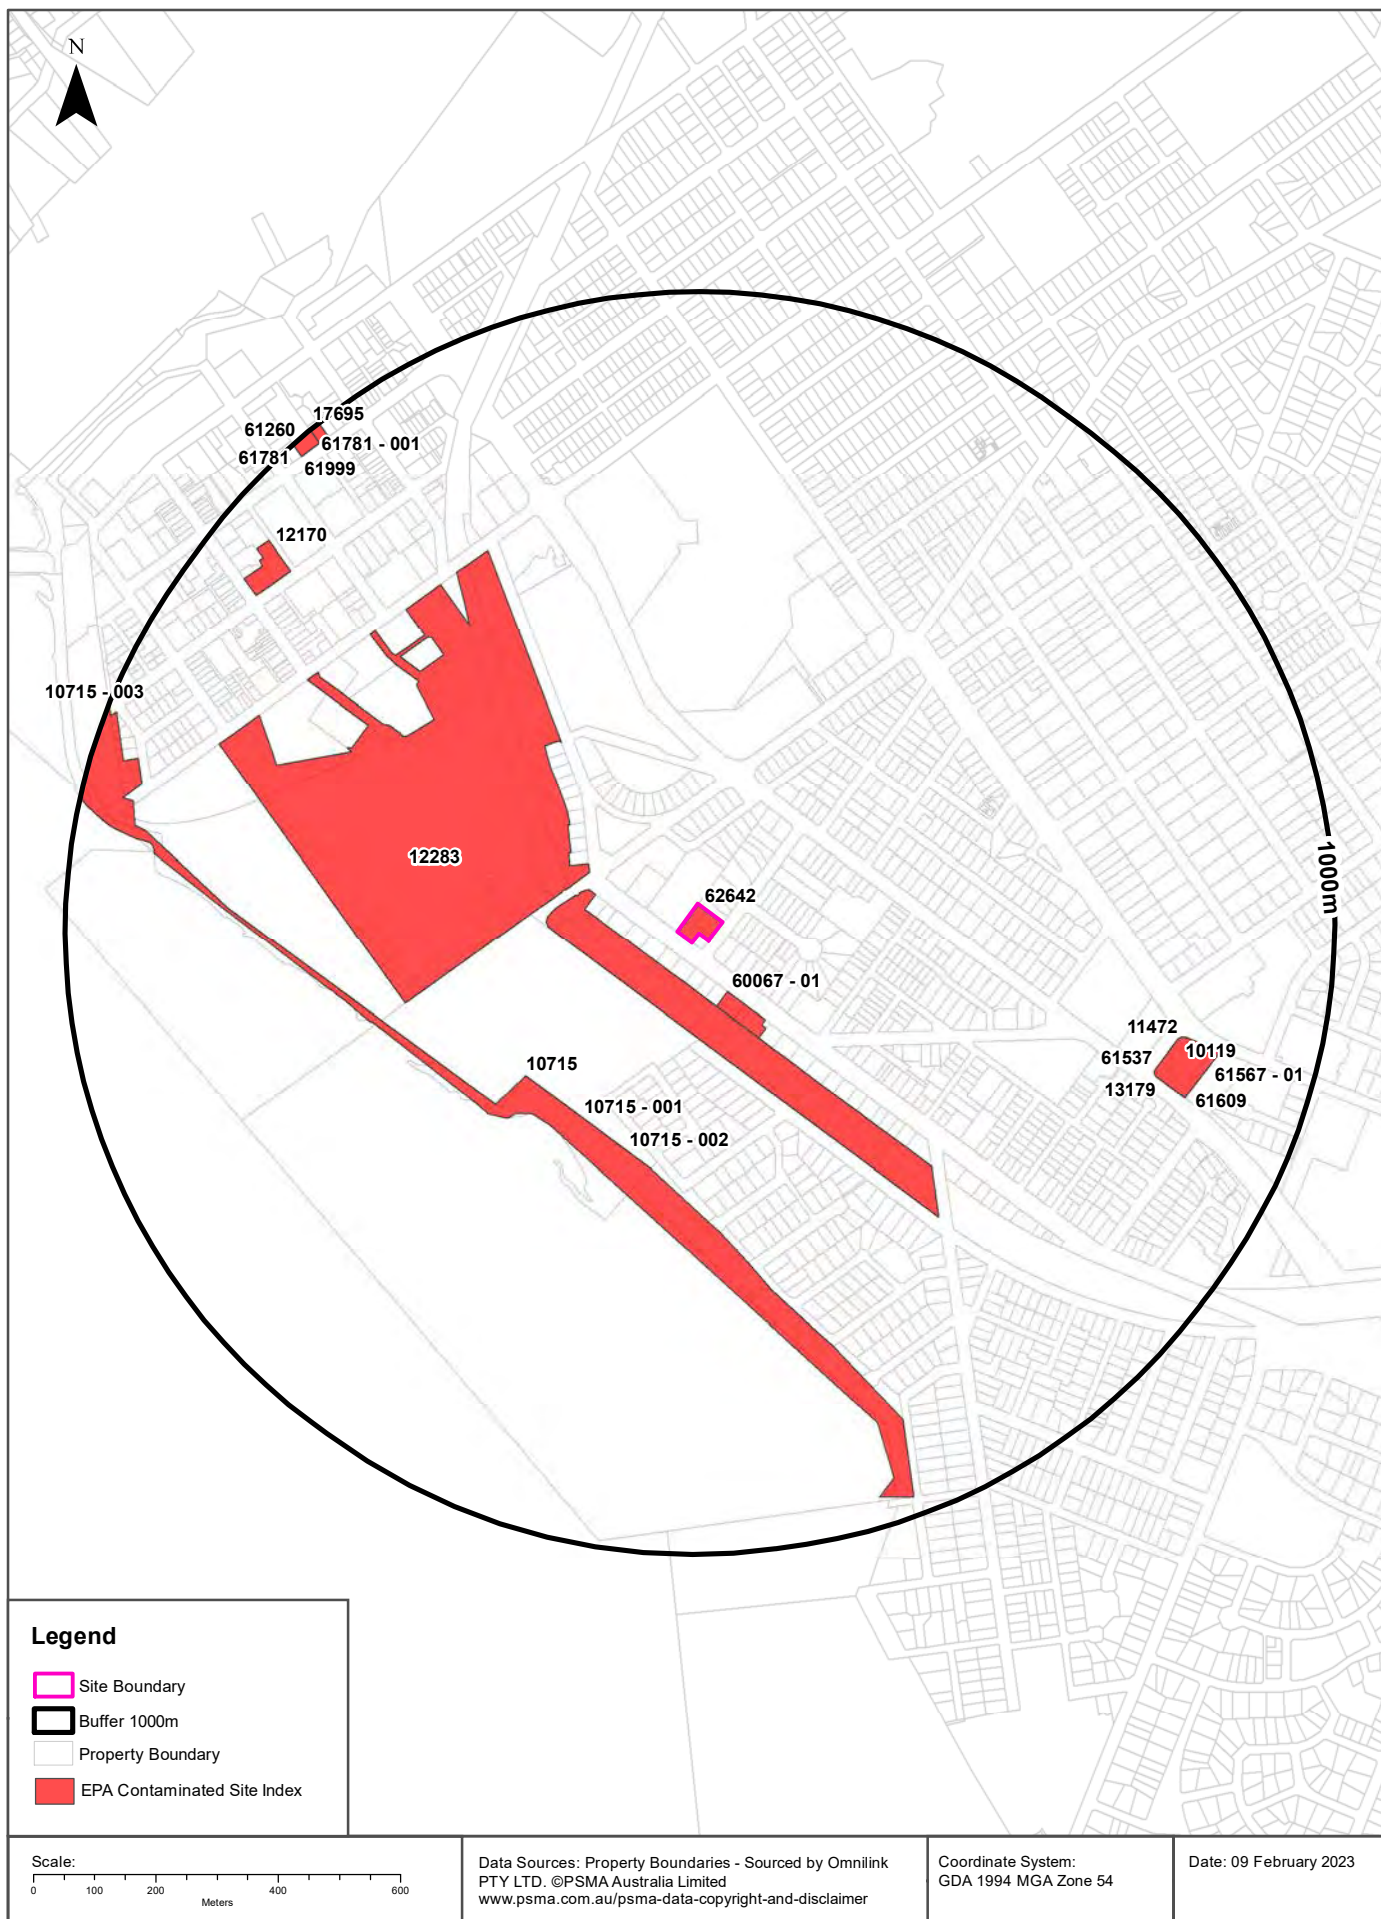 N
17695
61260
61781 - 001
61781
61999
12170
10715 - 003
1000m
12283
62642
60067 - 01
11472
10119
61537
61567 - 01
13179
61609
10715
10715 - 001
10715 - 002
Legend
Site Boundary
Buffer 1000m
Property Boundary
EPA Contaminated Site Index
Scale:
0 100 200 400 600
Meters
Data Sources: Property Boundaries - Sourced by Omnilink
PTY LTD. ©PSMA Australia Limited
www.psma.com.au/psma-data-copyright-and-disclaimer
Coordinate System:
GDA 1994 MGA Zone 54
Date: 09 February 2023